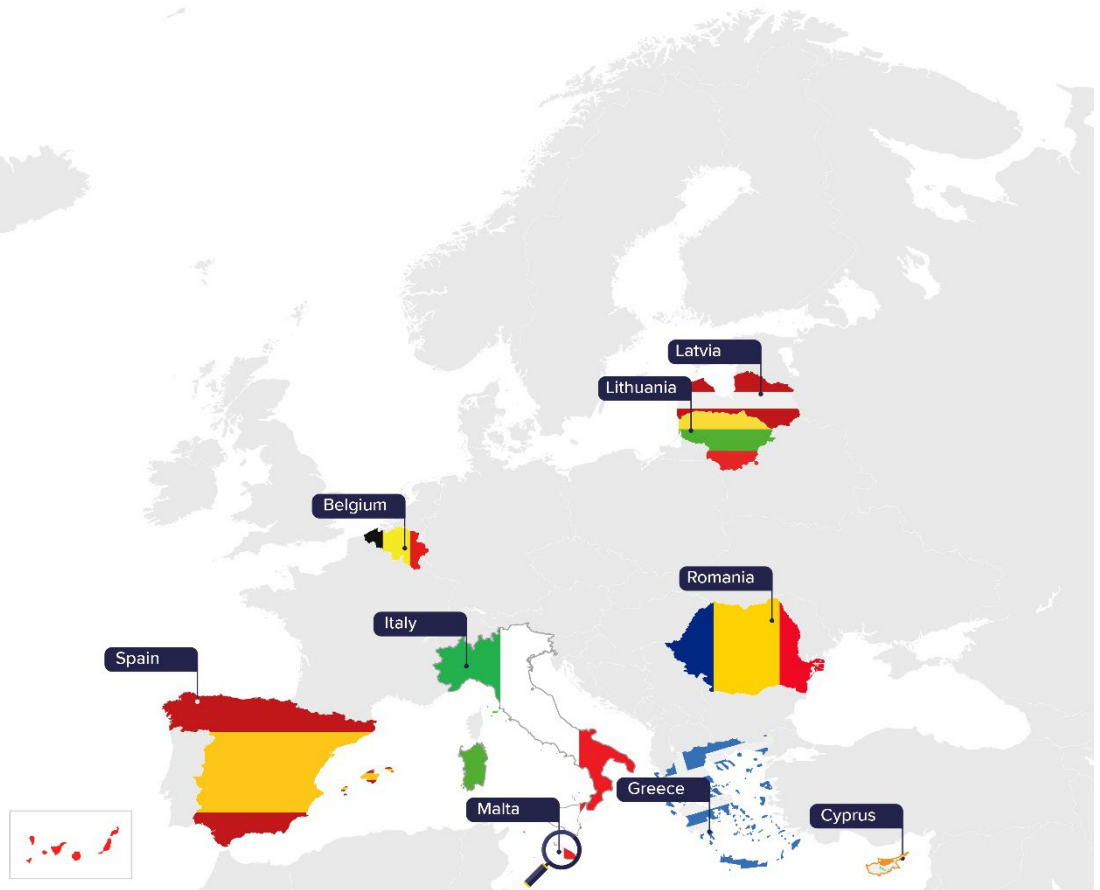 Latvia
Lithuania
Belgium
Romania
Italy
Spain
Greece
Malta
Cyprus